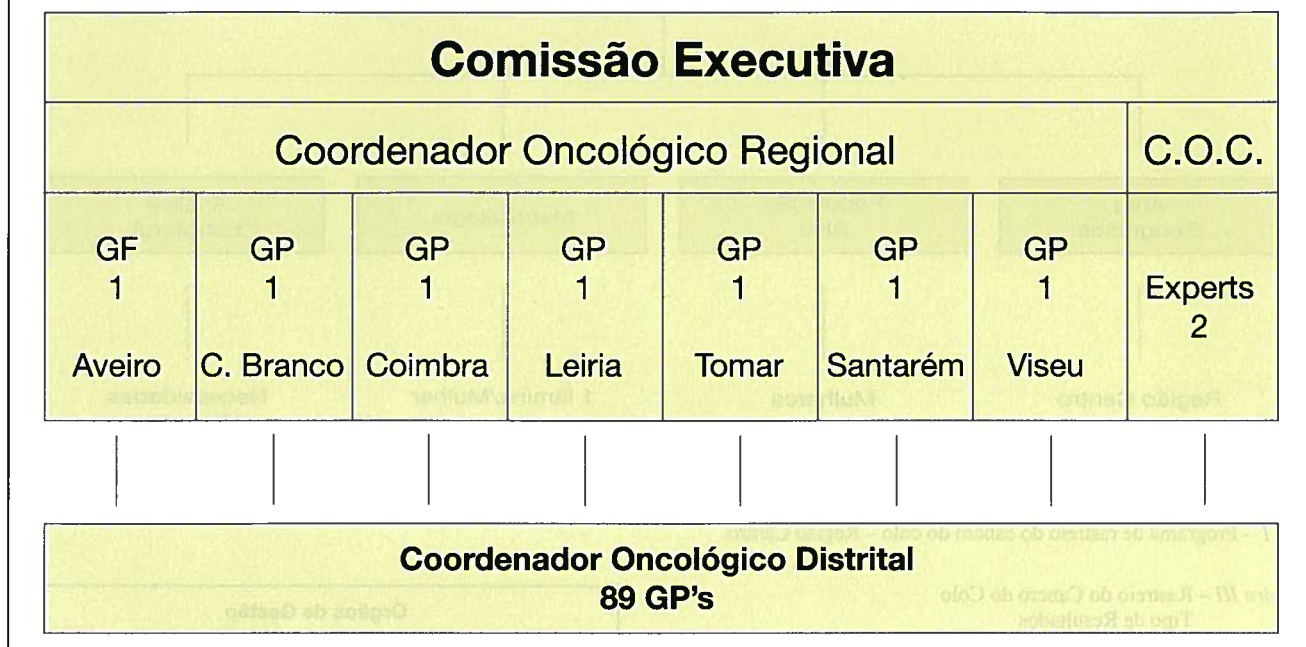 Comissão Executiva
Coordenador Oncológico Regional
C.O.C.
GF
1
Aveiro
GP
1
C. Branco
GP
1
Coimbra
GP
1
Leiria
GP
1
Tomar
GP
1
Santarém
GP
1
Viseu
Experts
2
Coordenador Oncológico Distrital
89 GP's